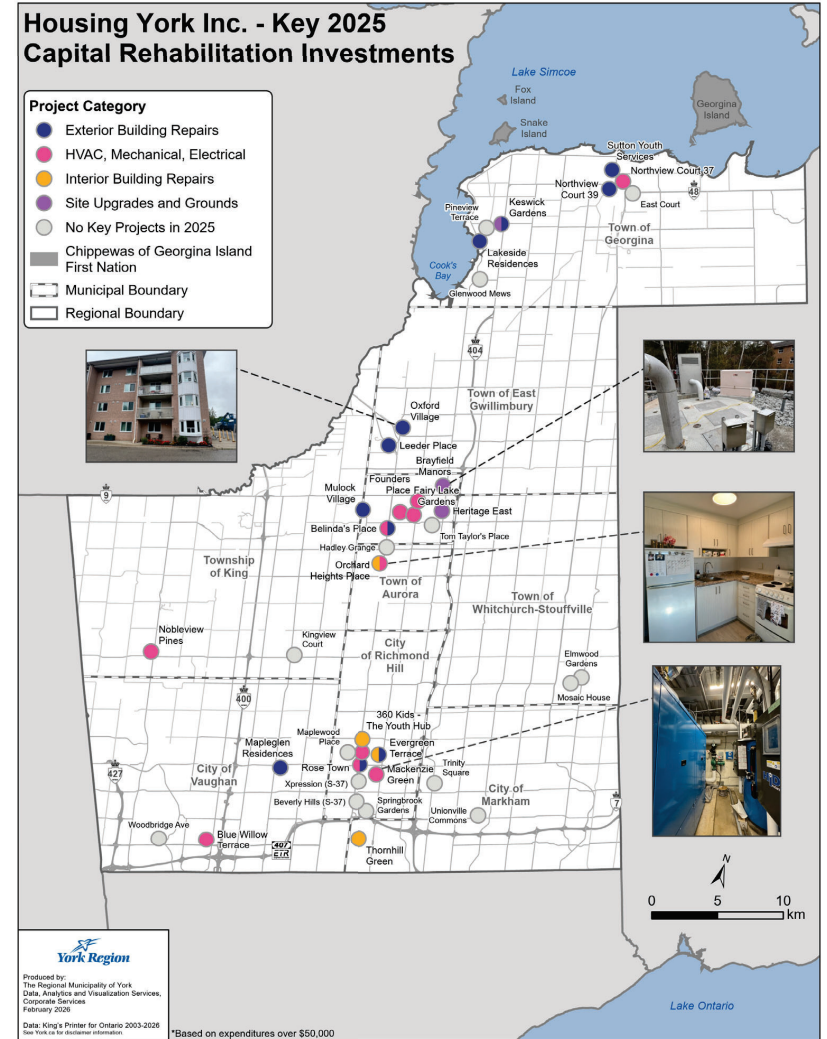 Housing York Inc. - Key 2025
Capital Rehabilitation Investments
Project Category
Exterior Building Repairs
HVAC, Mechanical, Electrical
Interior Building Repairs
Site Upgrades and Grounds
No Key Projects in 2025
Chippewas of Georgina Island
First Nation
Municipal Boundary
Regional Boundary
Lake Simcoe
Fox
Island
Snake
Island
Georgina
Island
Sutton Youth
Services
Northview Court 37
Northview
Court 39
48
East Court
Town of
Georgina
Pineview
Terrace
Keswick
Gardens
Lakeside
Residences
Cook's
Bay
Glenwood Mews
404
Town of East
Gwillimbury
Oxford
Village
Leeder Place
Brayfield
Manors
Founders
Place
Fairy Lake
Gardens
Mulock
Village
Heritage East
9
Belinda's Place
Tom Taylor's Place
Hadley Grange
Orchard
Heights Place
Town of
Aurora
Township
of King
Town of
Whitchurch-Stouffville
Nobleview
Pines
Kingview
Court
City
of Richmond
Hill
Elmwood
Gardens
Mosaic House
400
360 Kids -
The Youth Hub
Maplewood
Place
Evergreen
Terrace
Mapleglen
Residences
Rose Town
Mackenzie
Green
Trinity
Square
427
City of
Vaughan
Xpression (S-37)
City of
Markham
7
Beverly Hills (S-37)
Springbrook
Gardens
Unionville
Commons
Woodbridge Ave
Blue Willow
Terrace
407
ETR
Thornhill
Green
N
0 5 10
km
York Region
Produced by:
The Regional Municipality of York
Data, Analytics and Visualization Services,
Corporate Services
February 2026
Data: King's Printer for Ontario 2003-2026
See York.ca for disclaimer information.
*Based on expenditures over $50,000
Lake Ontario